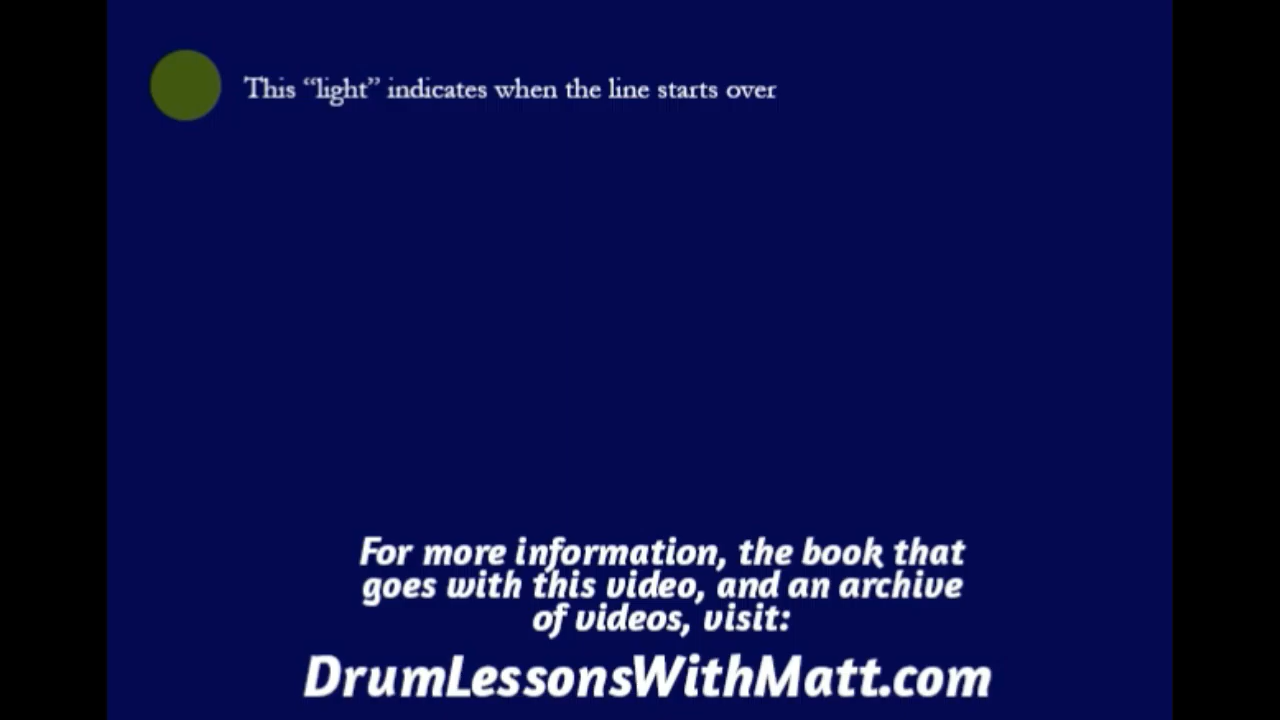 This “light” indicates when the line starts over
For more information, the book that
goes with this video, and an archive
of videos, visit:
DrumLessonsWithMatt.com